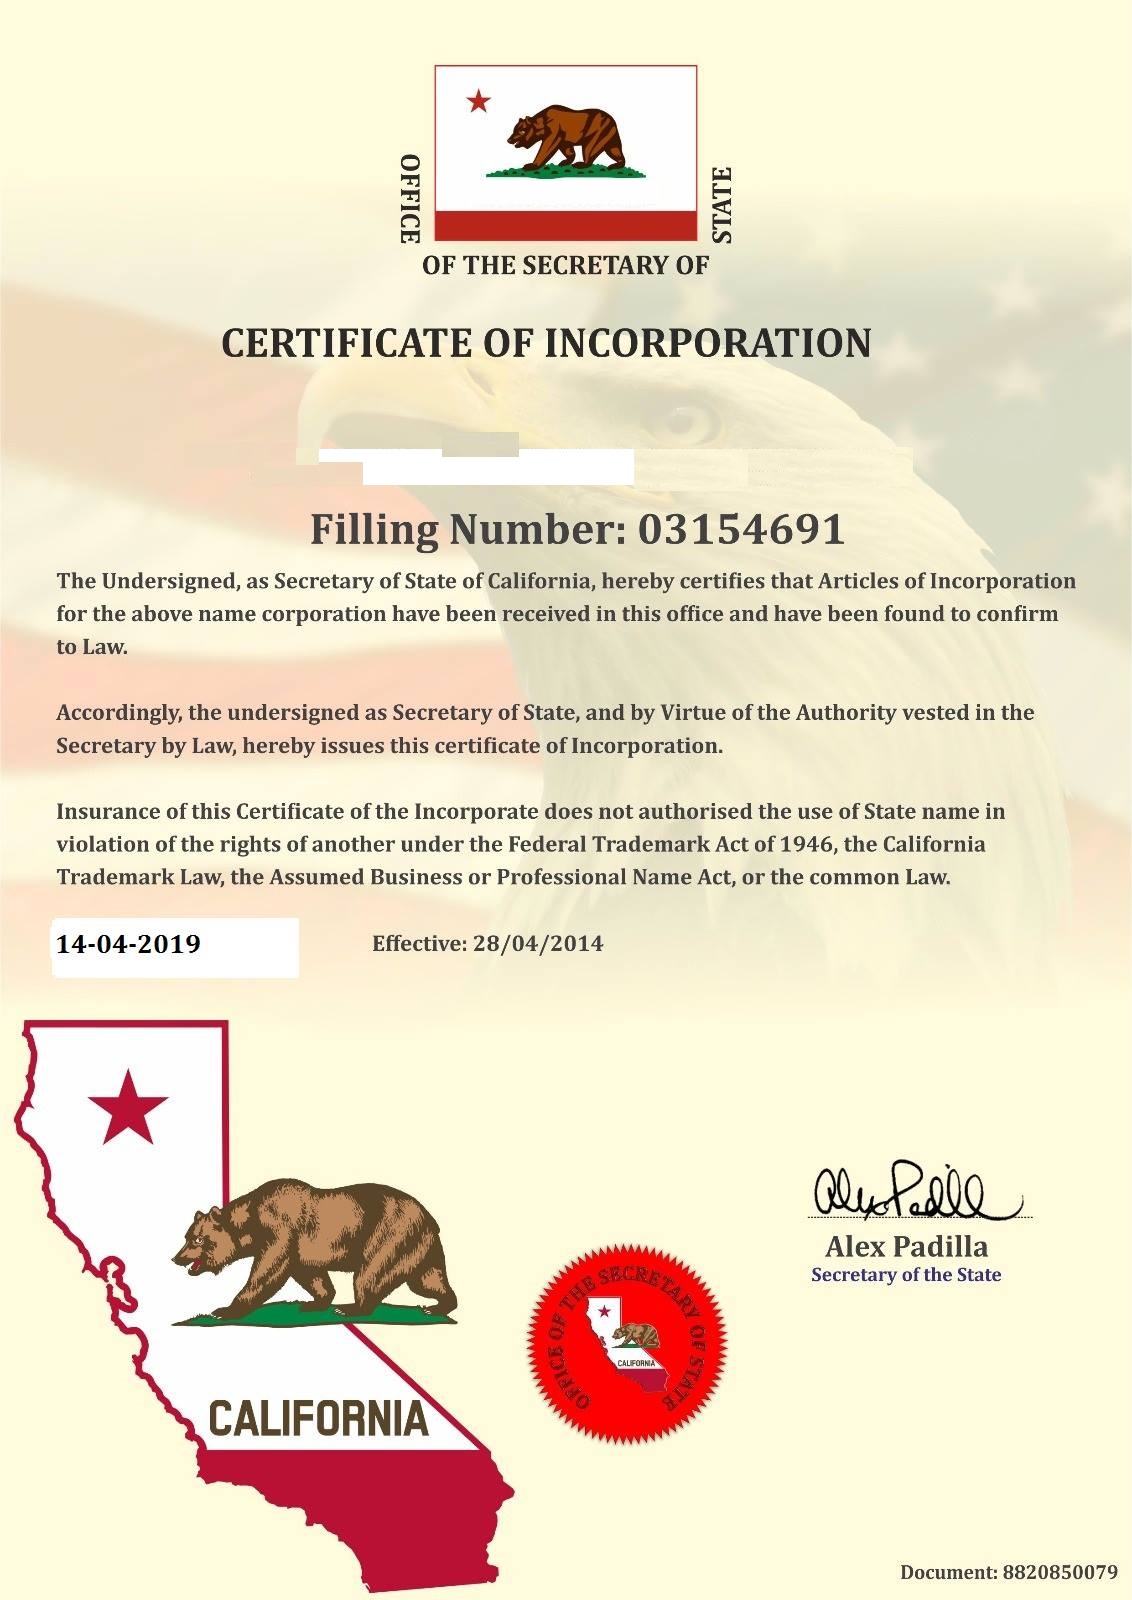 OFFICE
OF THE SECRETARY OF
STATE
CERTIFICATE OF INCORPORATION
Filling Number: 03154691
The Undersigned, as Secretary of State of California, hereby certifies that Articles of Incorporation
for the above name corporation have been received in this office and have been found to confirm
to Law.
Accordingly, the undersigned as Secretary of State, and by Virtue of the Authority vested in the
Secretary by Law, hereby issues this certificate of Incorporation.
Insurance of this Certificate of the Incorporate does not authorised the use of State name in
violation of the rights of another under the Federal Trademark Act of 1946, the California
Trademark Law, the Assumed Business or Professional Name Act, or the common Law.
14-04-2019 Effective: 28/04/2014
CALIFORNIA
OFFICE OF THE SECRETARY OF STATE
CALIFORNIA
Alex Padilla
Alex Padilla
Secretary of the State
Document: 8820850079